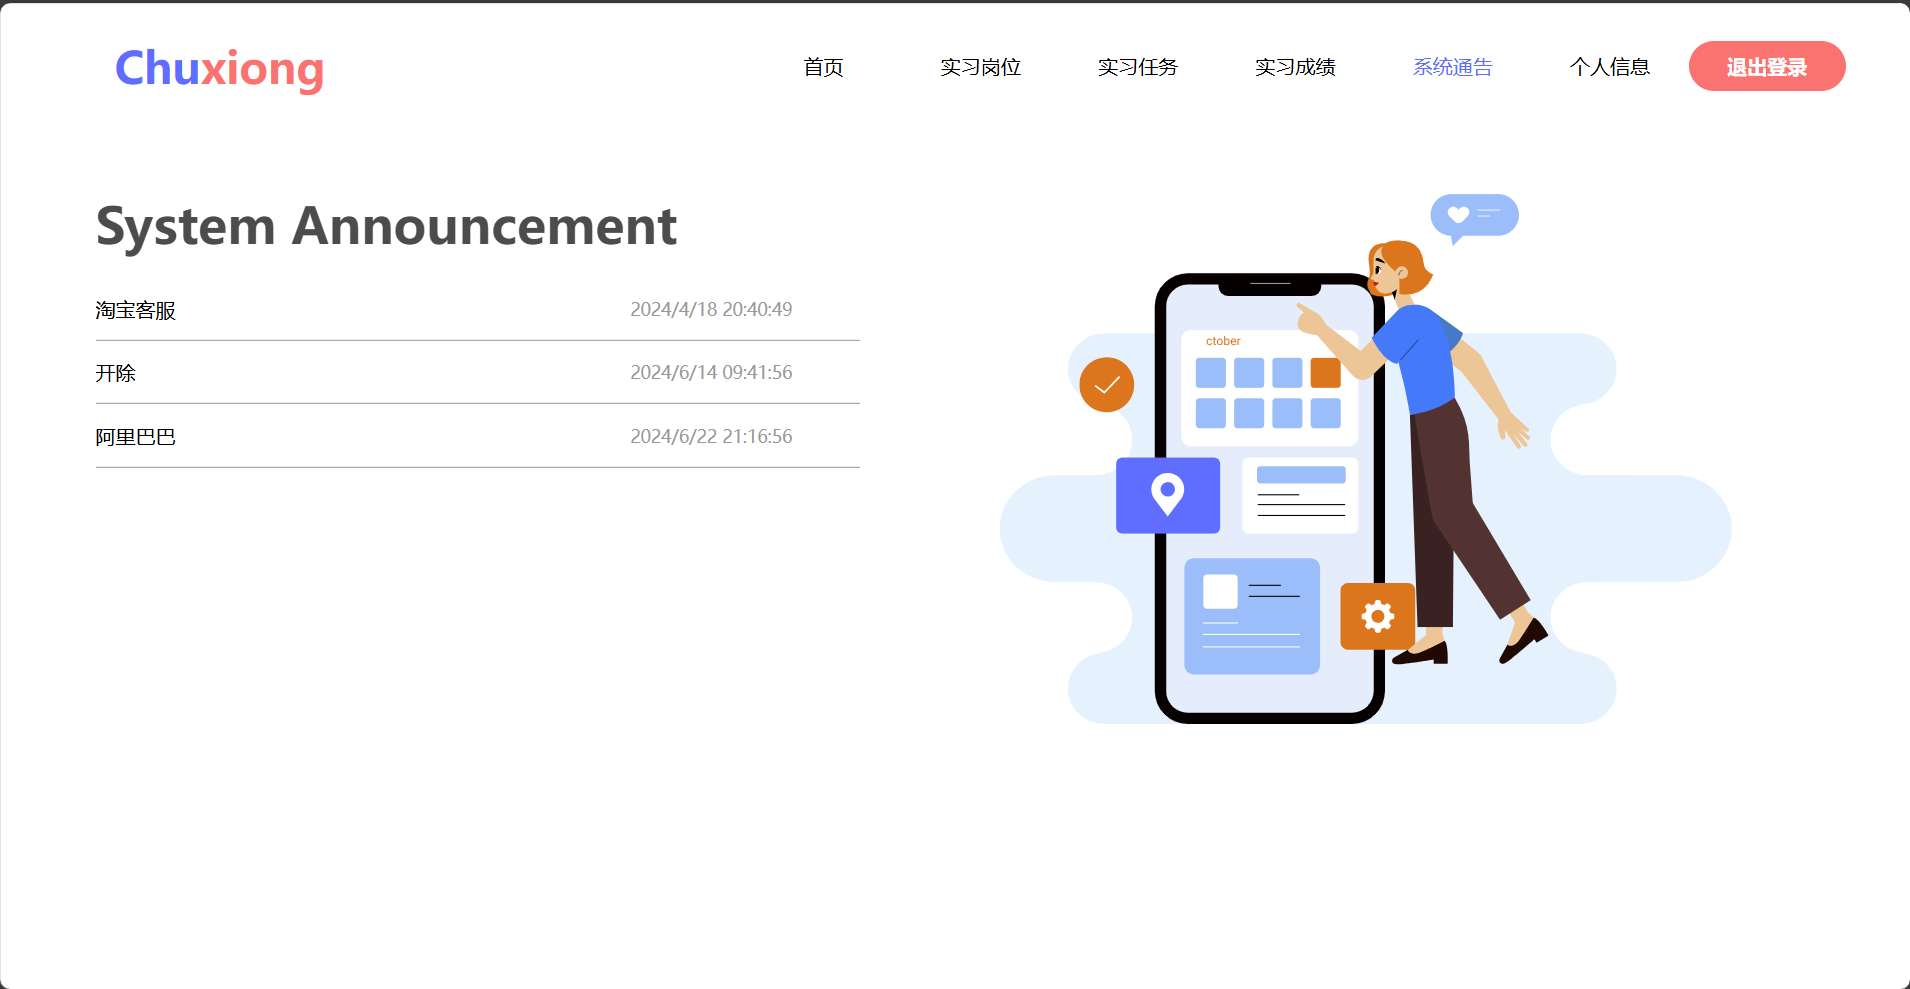 Chuxiong 首页 实习岗位 实习任务 实习成绩 系统通告 个人信息 退出登录
System Announcement
淘宝客服 2024/4/18 20:40:49
开除 2024/6/14 09:41:56
阿里巴巴 2024/6/22 21:16:56
ctober